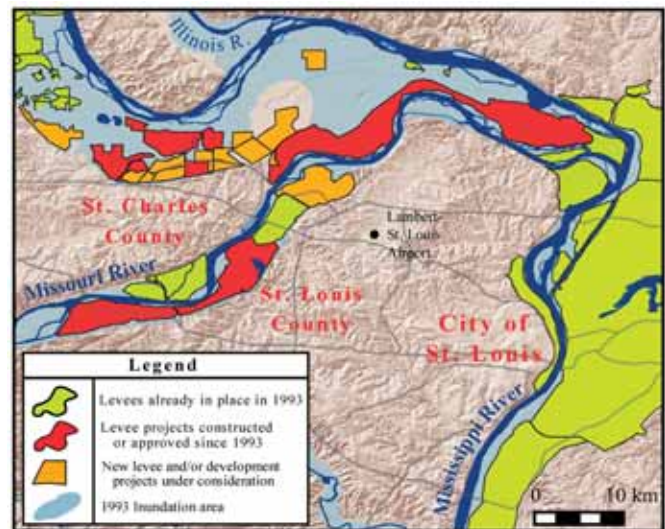 Illinois R.
St. Charles
County
Lambert-
St. Louis
Airport
Missouri River
St. Louis
County
City of
St. Louis
Mississippi River
Legend
Levees already in place in 1993
Levee projects constructed
or approved since 1993
New levee and/or development
projects under consideration
1993 Inundation area
0 10 km